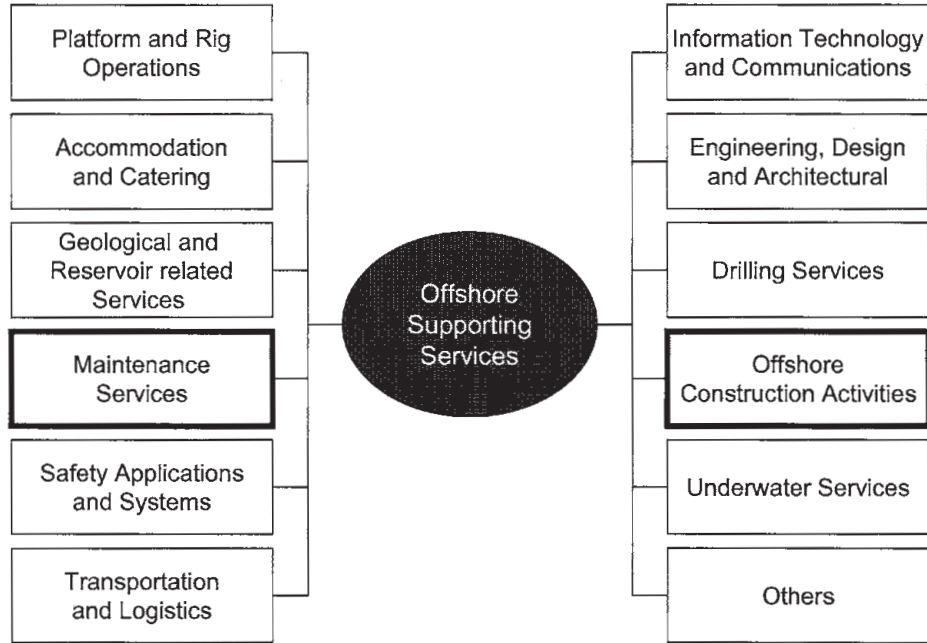 Platform and Rig
Operations
Accommodation
and Catering
Geological and
Reservoir related
Services
Maintenance
Services
Safety Applications
and Systems
Transportation
and Logistics
Offshore
Supporting
Services
Information Technology
and Communications
Engineering, Design
and Architectural
Drilling Services
Offshore
Construction Activities
Underwater Services
Others